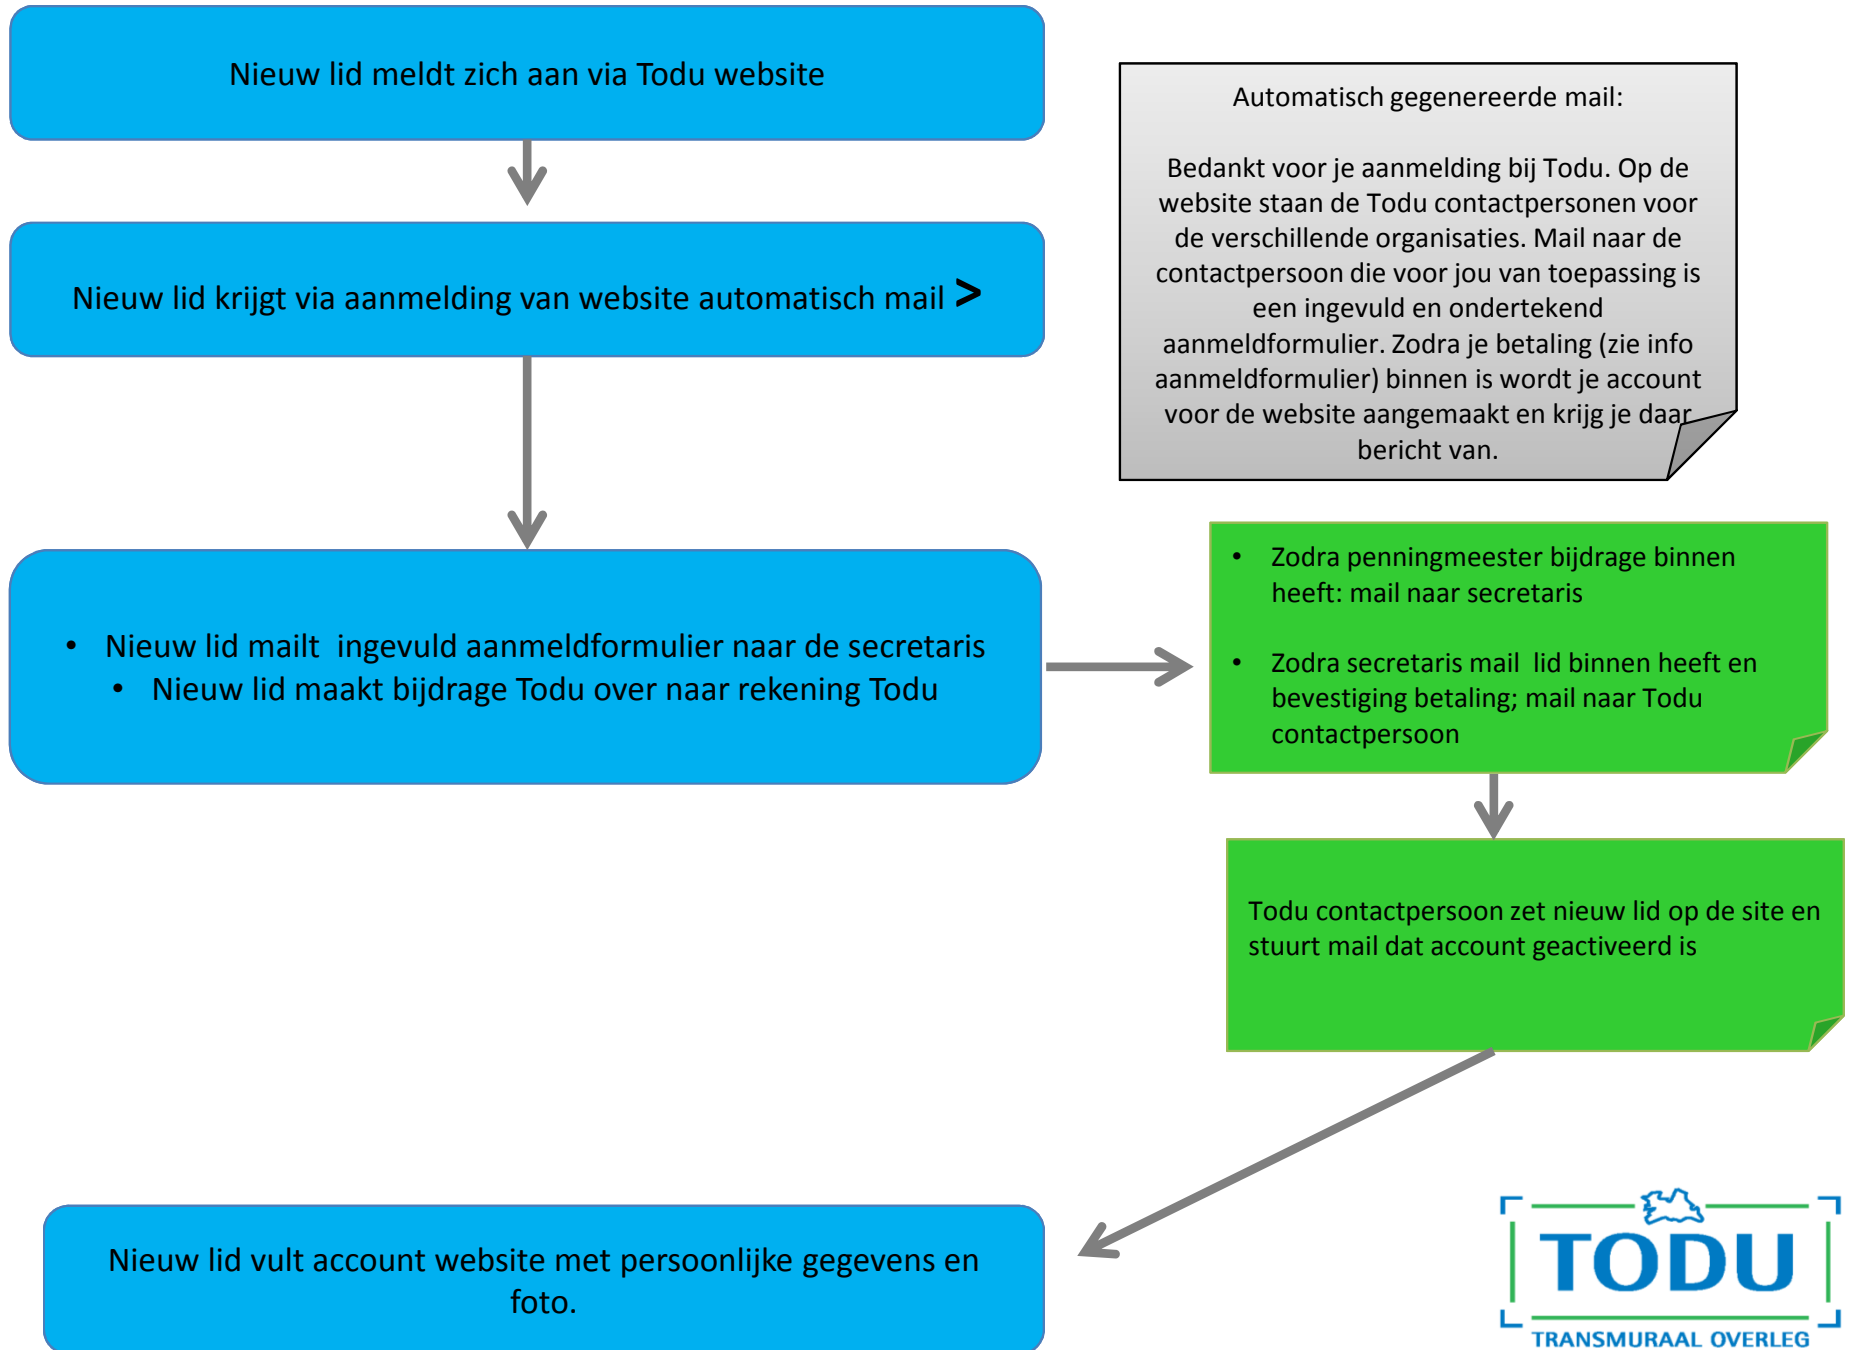 Nieuw lid meldt zich aan via Todu website
Nieuw lid krijgt via aanmelding van website automatisch mail >
Automatisch gegenereerde mail:
Bedankt voor je aanmelding bij Todu. Op de
website staan de Todu contactpersonen voor
de verschillende organisaties. Mail naar de
contactpersoon die voor jou van toepassing is
een ingevuld en ondertekend
aanmeldformulier. Zodra je betaling (zie info
aanmeldformulier) binnen is wordt je account
voor de website aangemaakt en krijg je daar
bericht van.
• Nieuw lid mailt  ingevuld aanmeldformulier naar de secretaris
• Nieuw lid maakt bijdrage Todu over naar rekening Todu
• Zodra penningmeester bijdrage binnen
heeft: mail naar secretaris
• Zodra secretaris mail  lid binnen heeft en
bevestiging betaling; mail naar Todu
contactpersoon
Todu contactpersoon zet nieuw lid op de site en
stuurt mail dat account geactiveerd is
Nieuw lid vult account website met persoonlijke gegevens en
foto.
TODU
TRANSMURAAL OVERLEG